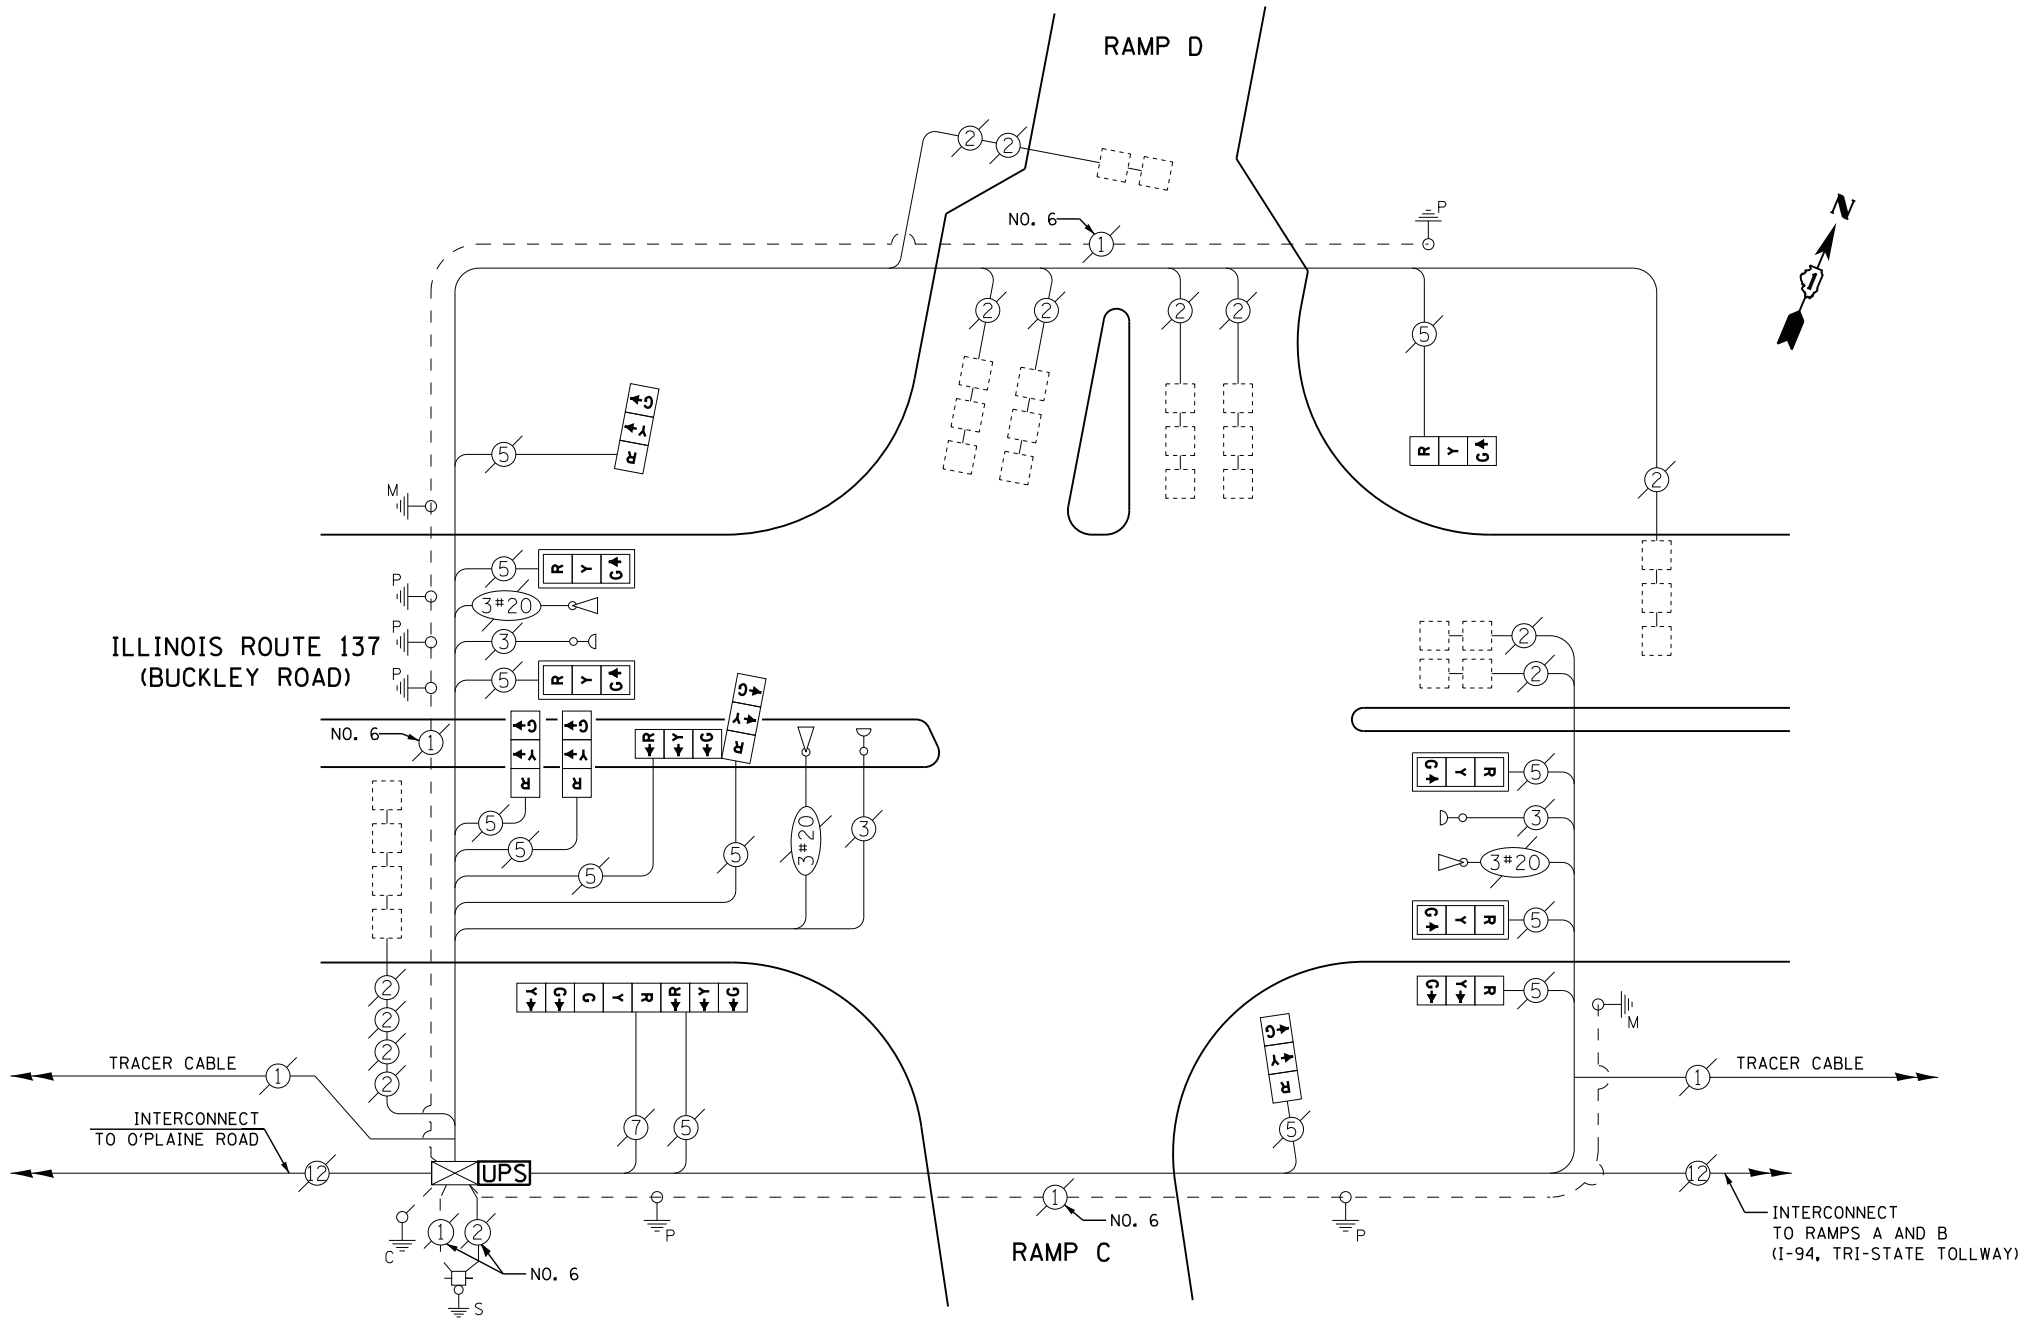 RAMP D
2
2
N
NO. 6
1
P
1
2
2
2
2
5
G
Y
R
5
R Y G
2
M
5
R Y G
P
3#20
ILLINOIS ROUTE 137
(BUCKLEY ROAD)
P
3
P
5
R Y G
2
2
NO. 6
1
G
Y
R
G
Y
R
R Y G
G
Y
R
5
5
5
5
3#20
3
G Y R
5
3
3#20
G Y R
5
G Y R
5
M
2
2
2
2
Y G G Y R R Y G
G
Y
R
TRACER CABLE
1
1
TRACER CABLE
INTERCONNECT
TO O'PLAINE ROAD
7
5
5
12
UPS
12
C
1
2
P
1
NO. 6
P
RAMP C
NO. 6
S
INTERCONNECT
TO RAMPS A AND B
(I-94, TRI-STATE TOLLWAY)